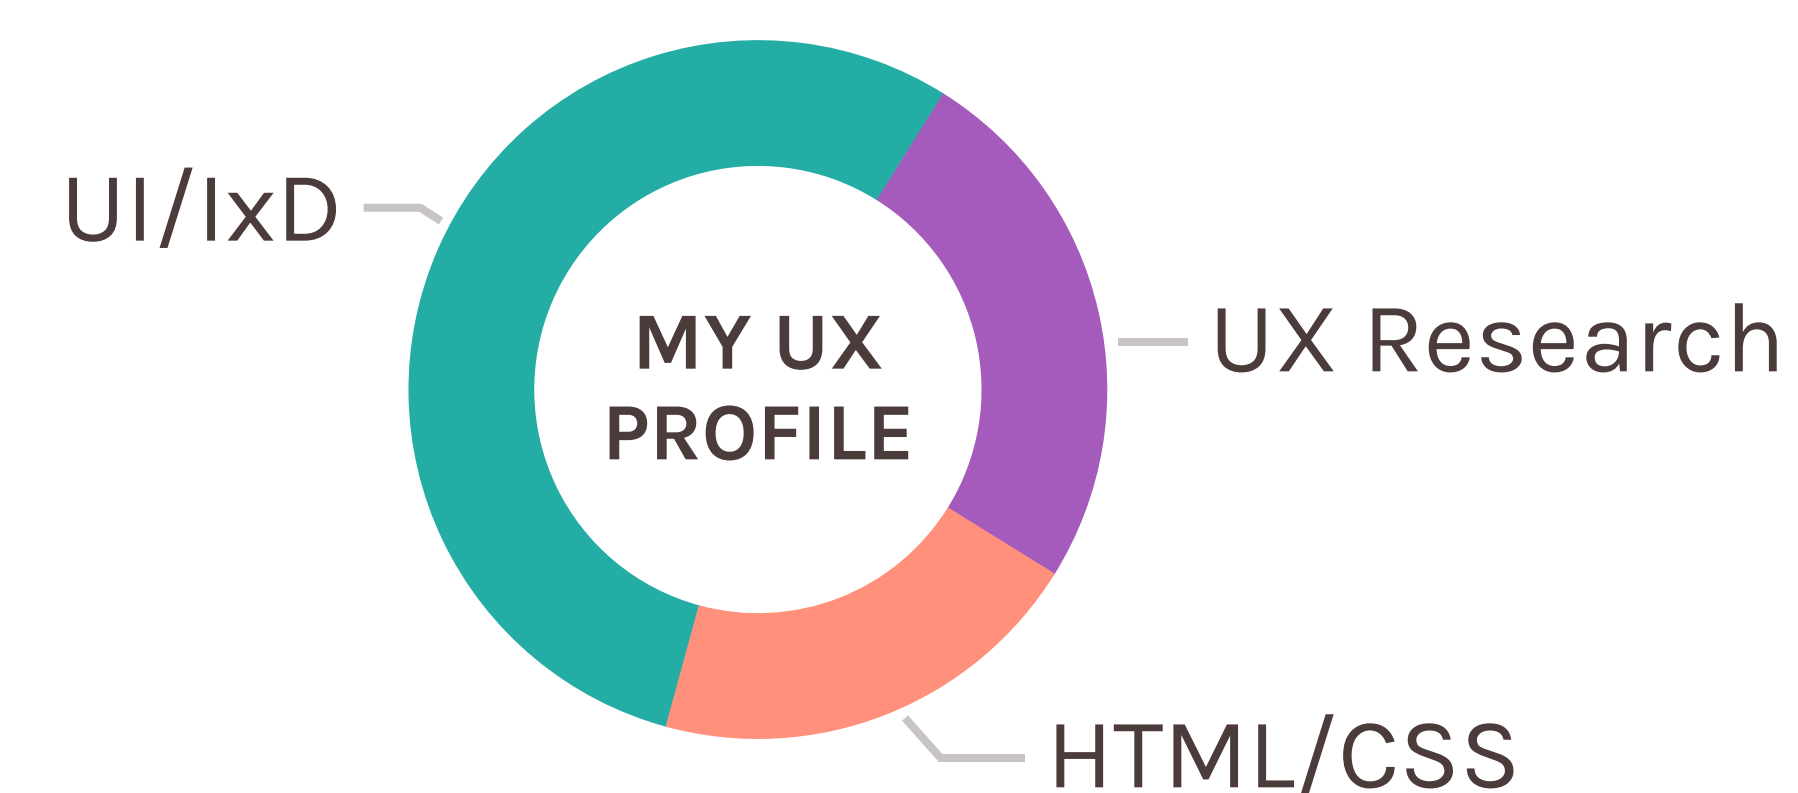 UI/IxD
MY UX
PROFILE
UX Research
HTML/CSS